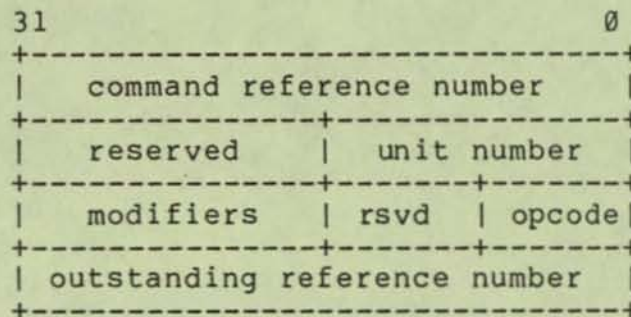 31 0
+-------------------------------+
| command reference number |
+---------------+---------------+
| reserved | unit number |
+---------------+-------+-------+
| modifiers | rsvd | opcode|
+---------------+-------+-------+
| outstanding reference number |
+-------------------------------+